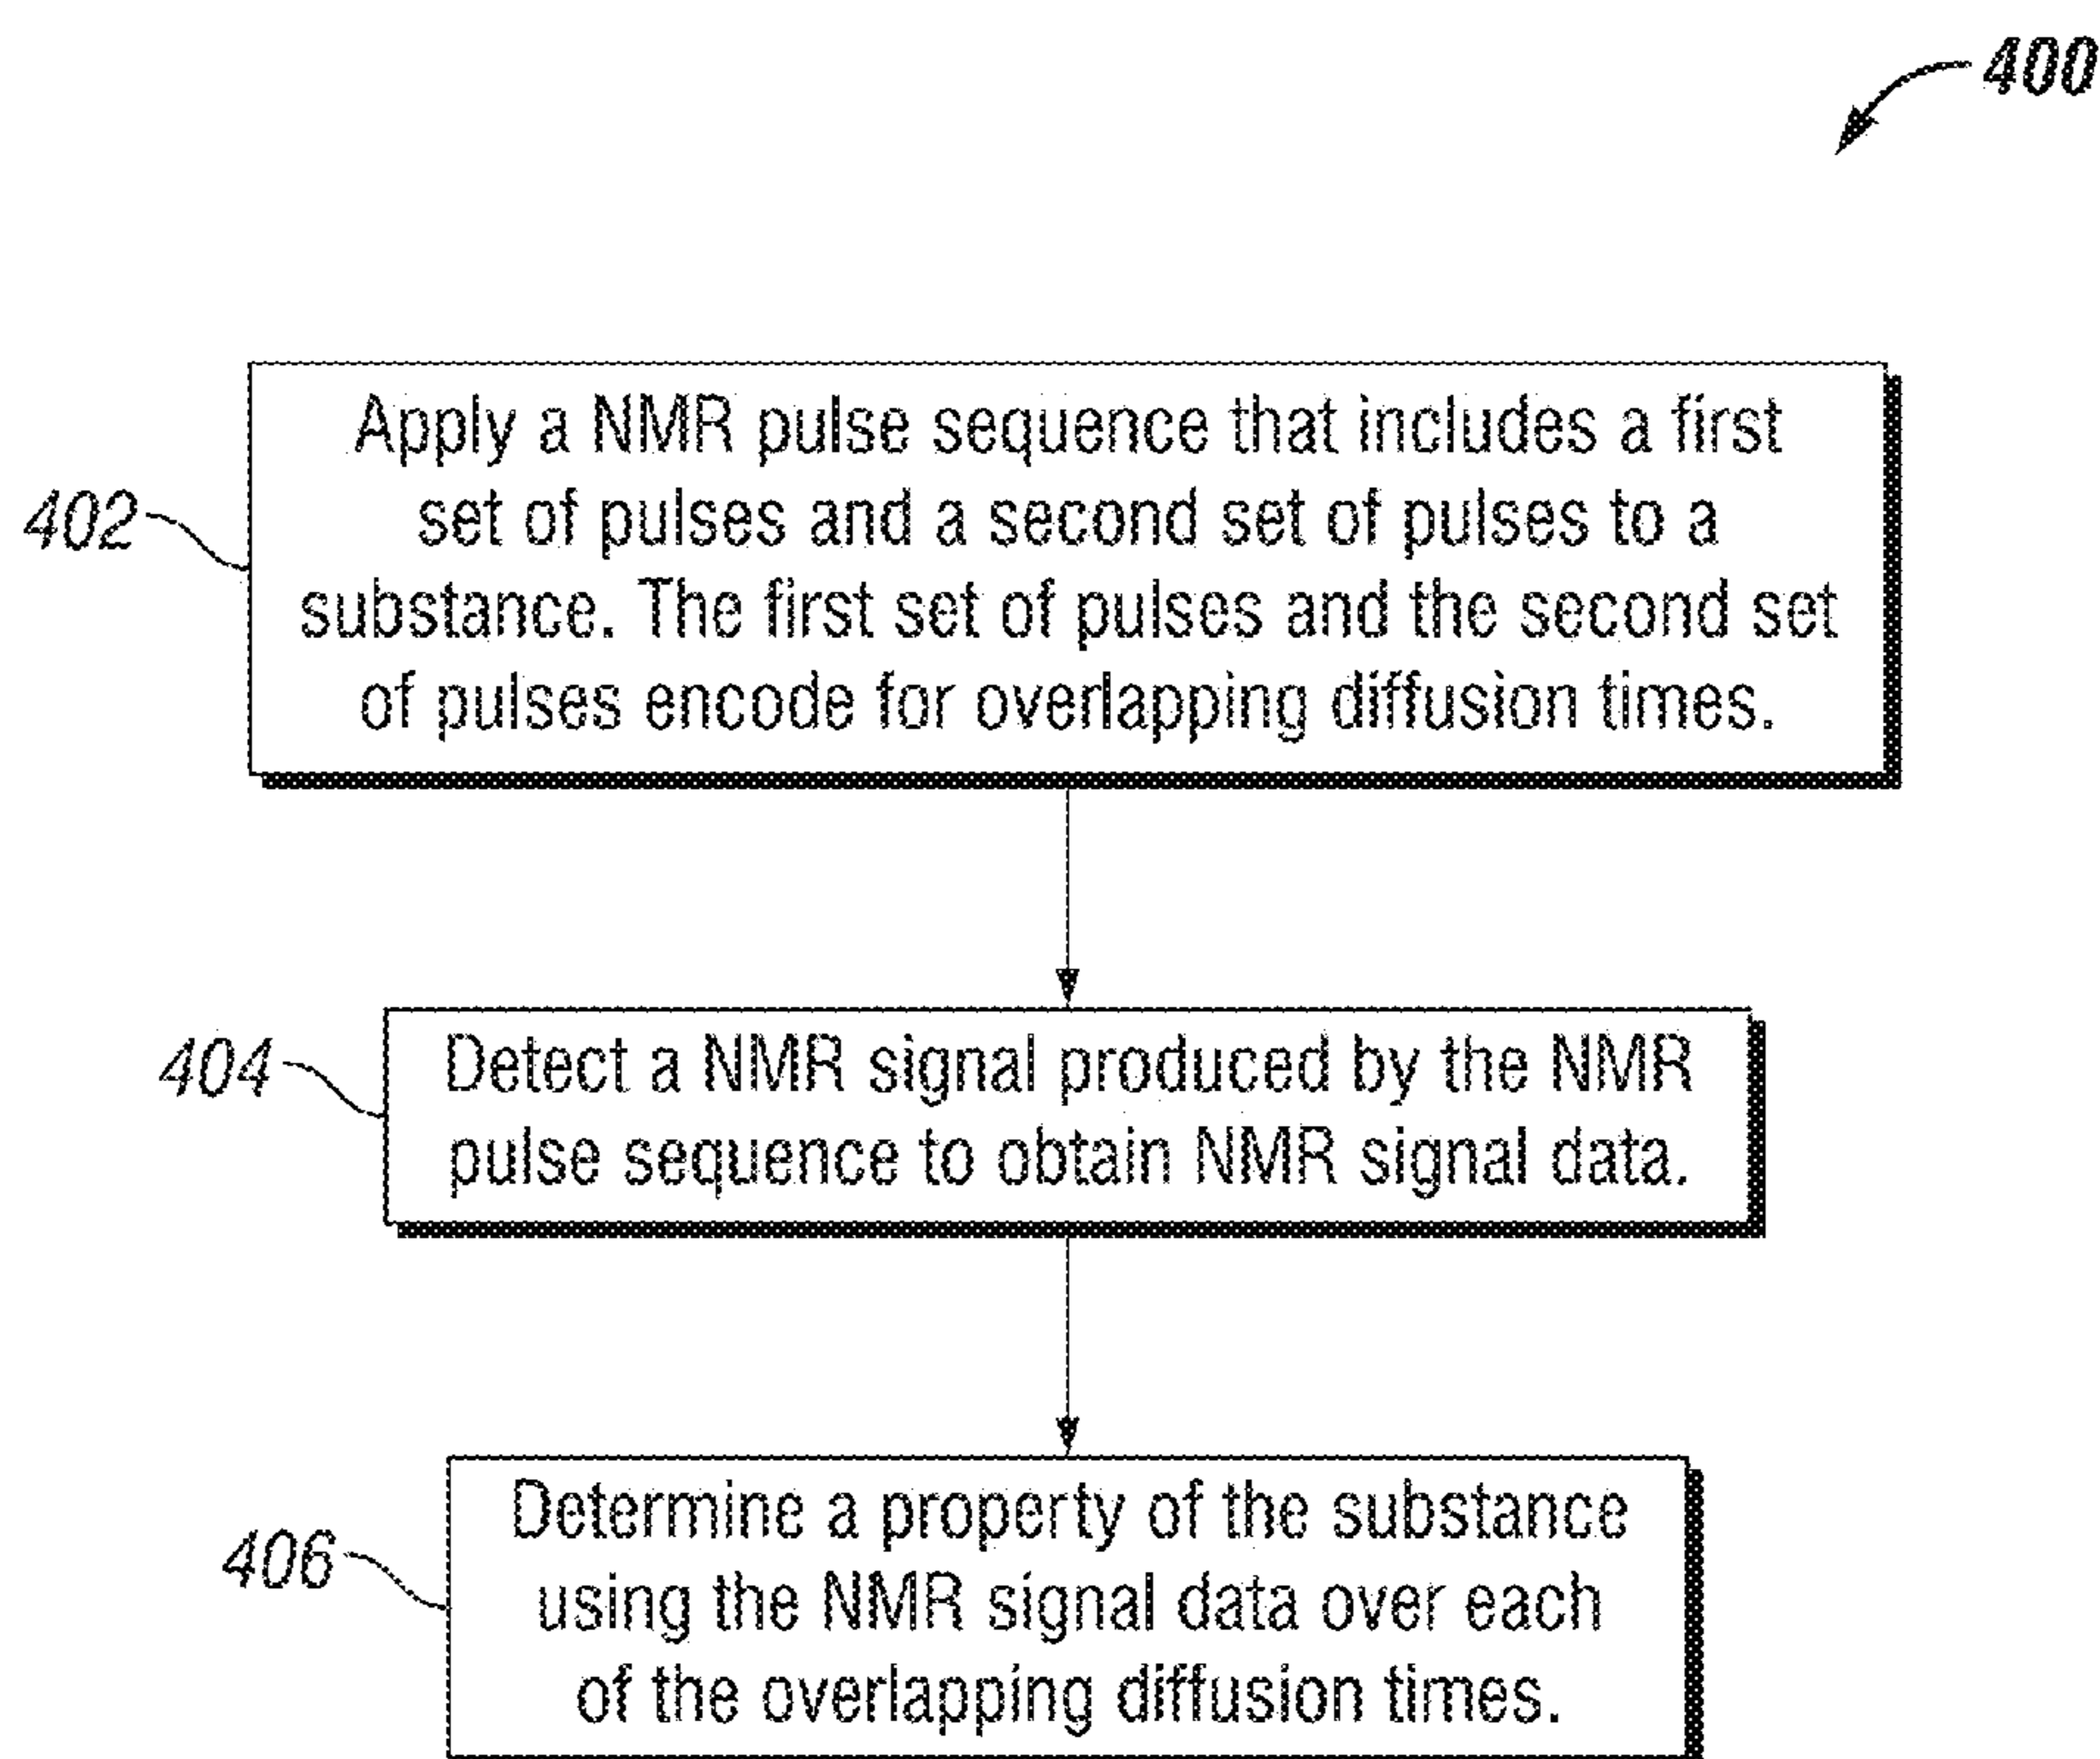 400
402
Apply a NMR pulse sequence that includes a first
set of pulses and a second set of pulses to a
substance. The first set of pulses and the second set
of pulses encode for overlapping diffusion times.
404
Detect a NMR signal produced by the NMR
pulse sequence to obtain NMR signal data.
406
Determine a property of the substance
using the NMR signal data over each
of the overlapping diffusion times.